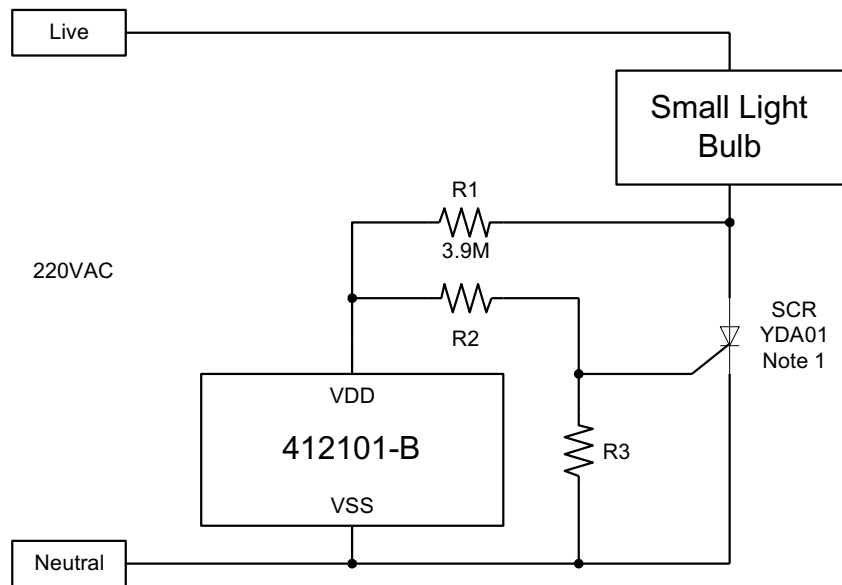 Live
Small Light
Bulb
R1
3.9M
220VAC
R2
SCR
YDA01
Note 1
VDD
412101-B
VSS
R3
Neutral